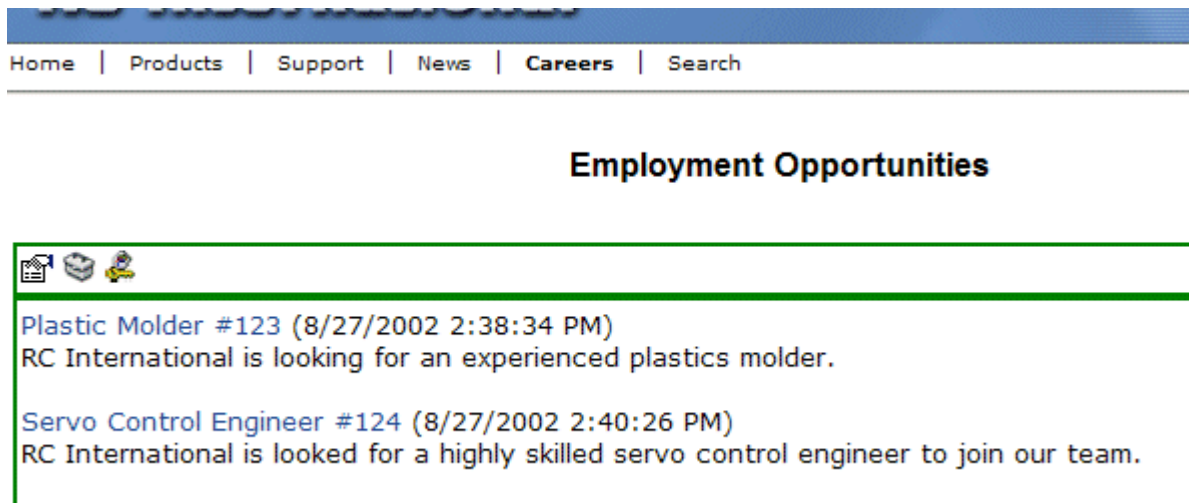 Home | Products | Support | News | Careers | Search
Employment Opportunities
Plastic Molder #123 (8/27/2002 2:38:34 PM)
RC International is looking for an experienced plastics molder.
Servo Control Engineer #124 (8/27/2002 2:40:26 PM)
RC International is looked for a highly skilled servo control engineer to join our team.